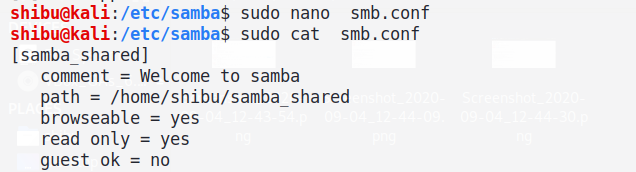 shibu@kali:/etc/samba$ sudo nano  smb.conf
shibu@kali:/etc/samba$ sudo cat  smb.conf
[samba_shared]
   comment = Welcome to samba
   path = /home/shibu/samba_shared
   browseable = yes
   read only = yes
   guest ok = no